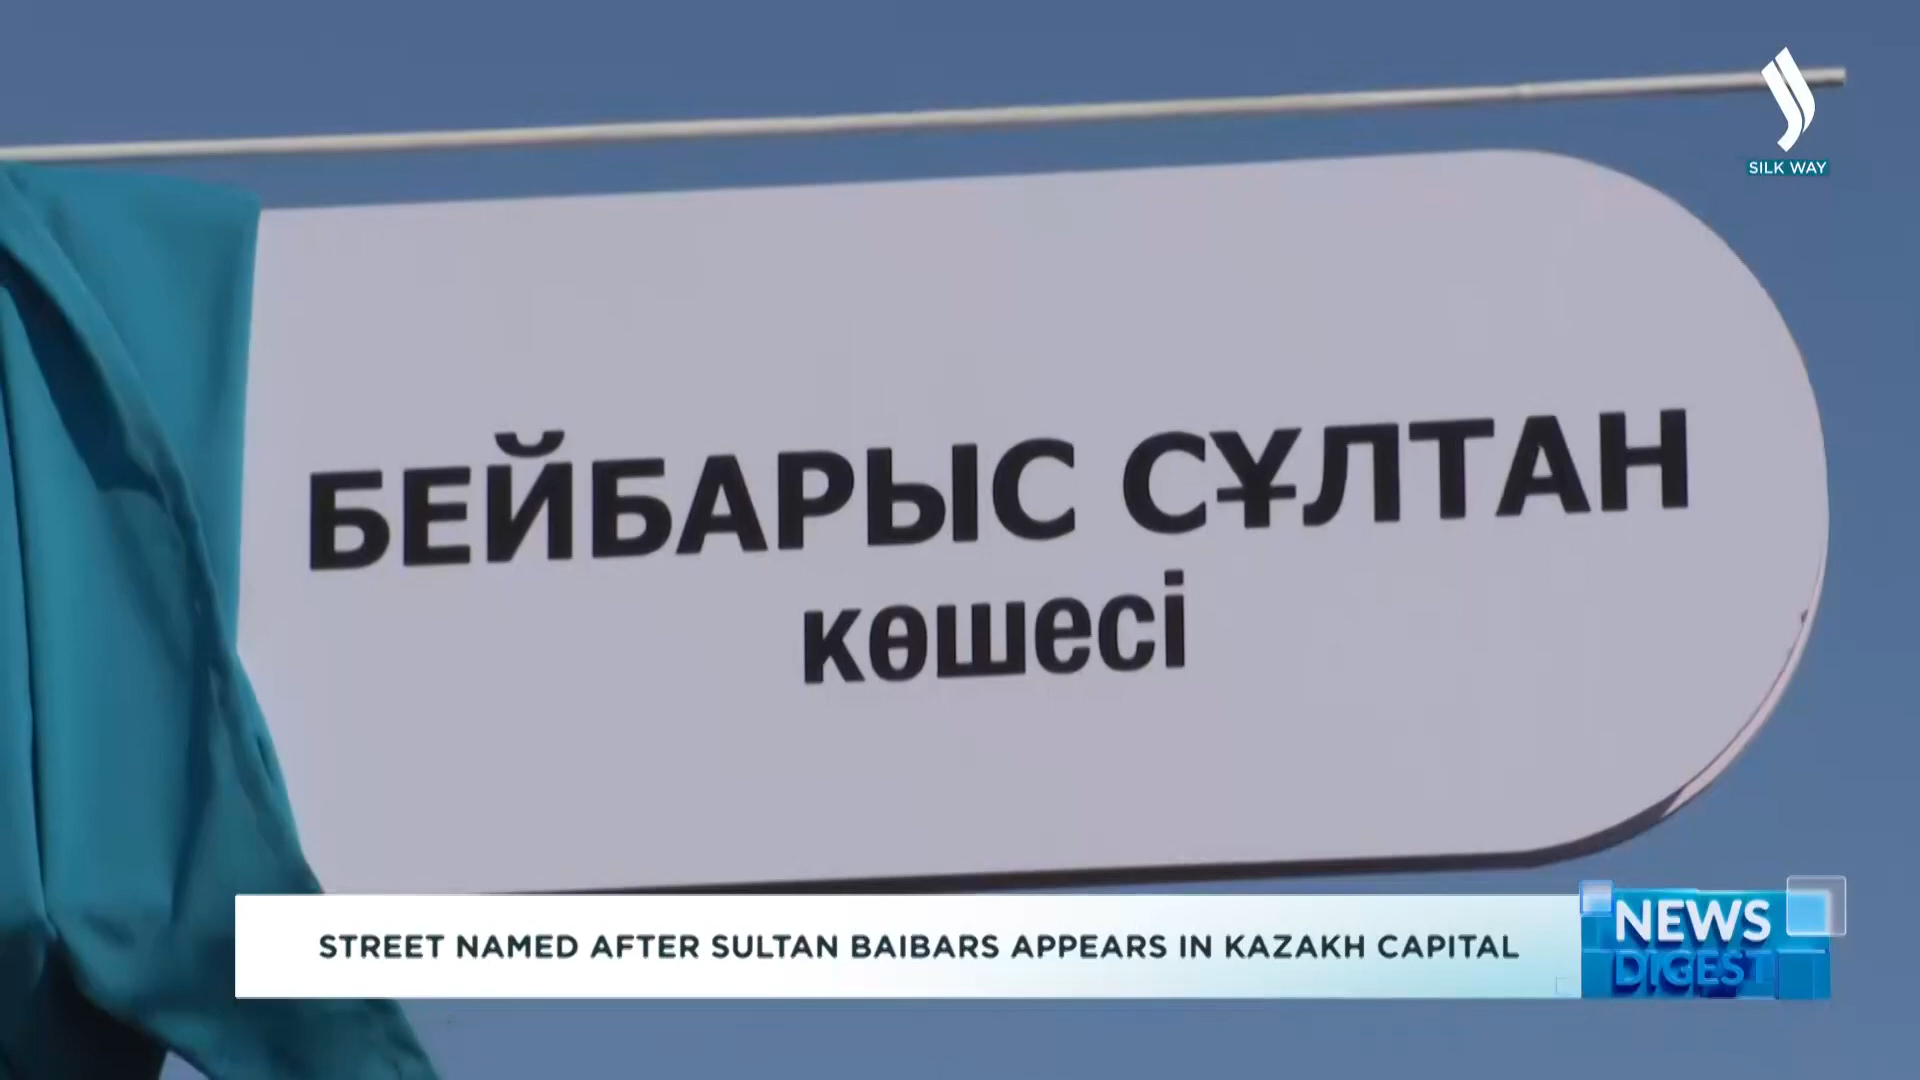 SILK WAY
БЕЙБАРЫС СҰЛТАН
көшесі
STREET NAMED AFTER SULTAN BAIBARS APPEARS IN KAZAKH CAPITAL
NEWS
DIGEST